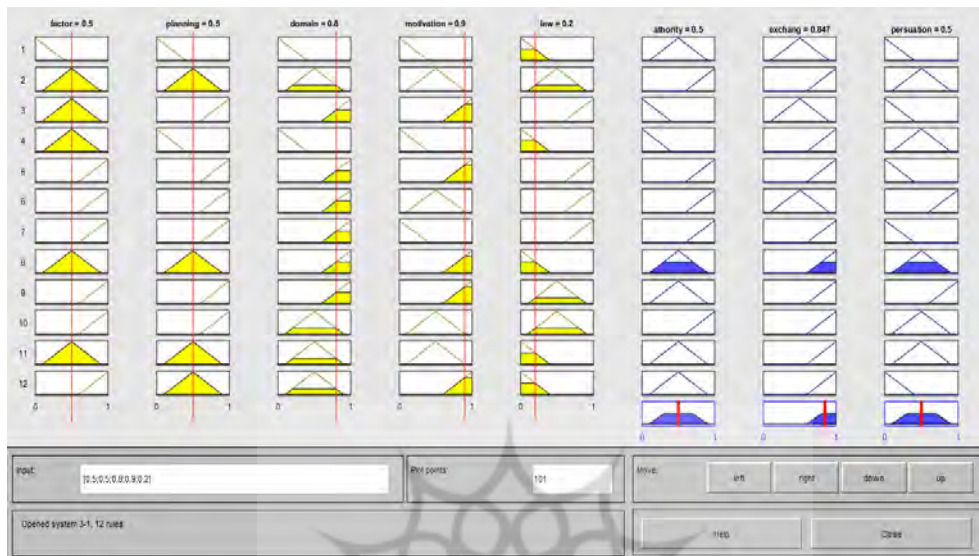 factor = 0.5 planning = 0.5 domain = 0.8 motivation = 0.9 law = 0.2 athority = 0.5 exchang = 0.847 persuation = 0.5
1
2
3
4
5
6
7
8
9
10
11
12
0 1 0 1 0 1 0 1 0 1
0 1 0 1 0 1
Input: [0.5;0.5;0.8;0.9;0.2] Plot points: 101 Move: left right down up
Opened system 3-1, 12 rules Help Close